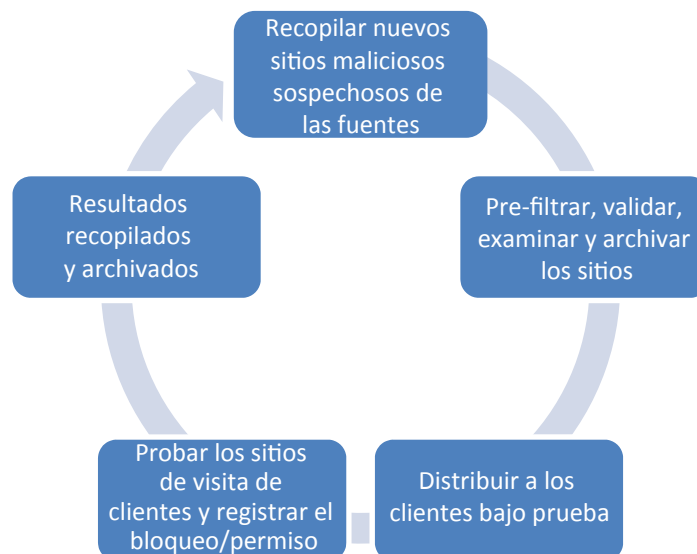 Recopilar nuevos
sitios maliciosos
sospechosos de
las fuentes
Pre-filtrar, validar,
examinar y archivar
los sitios
Distribuir a los
clientes bajo prueba
Probar los sitios
de visita de
clientes y registrar el
bloqueo/permiso
Resultados
recopilados
y archivados